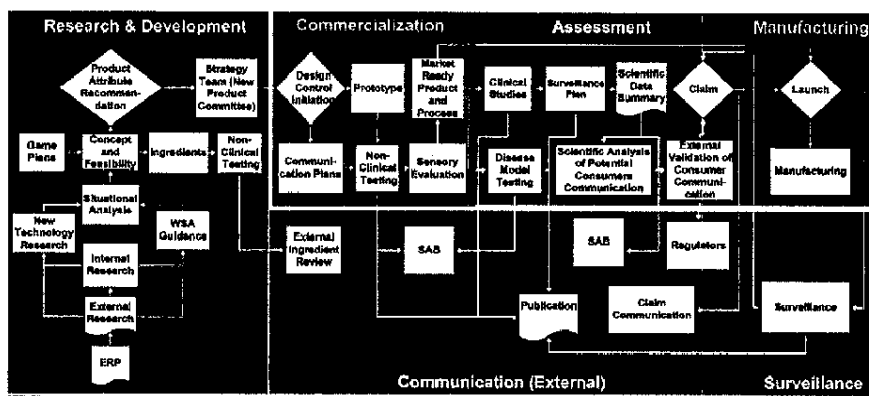 Research & Development
Commercialization
Assessment
Manufacturing
Product
Attribute
Recommen-
dation
Strategy
Team (New
Product
Committee)
Design
Control
Initiation
Prototype
Market
Ready
Product
and
Process
Clinical
Studies
Surveillance
Plan
Scientific
Data
Summary
Claim
Launch
Game
Plans
Concept
and
Feasibility
Ingredients
Non-
Clinical
Testing
Communi-
cation Plans
Non-
Clinical
Testing
Sensory
Evaluation
Disease
Model
Testing
Scientific Analysis
of Potential
Consumers
Communication
External
Validation of
Consumer
Communi-
cation
Manufacturing
Situational
Analysis
New
Technology
Research
WSA
Guidance
Internal
Research
External
Research
ERP
External
Ingredient
Review
SAB
SAB
Regulators
Publication
Claim
Communication
Surveillance
Communication (External)
Surveillance